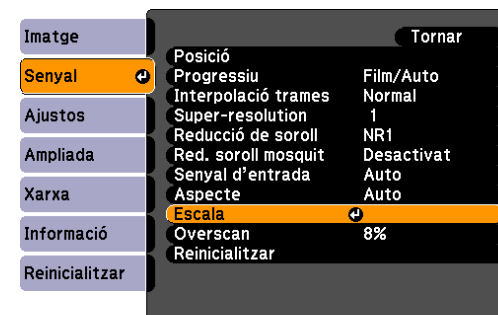 Imatge
Senyal
Ajustos
Ampliada
Xarxa
Informació
Reinicialitzar
Tornar
Posició
Progressiu Film/Auto
Interpolació trames Normal
Super-resolution 1
Reducció de soroll NR1
Red. soroll mosquit Desactivat
Senyal d'entrada Auto
Aspecte Auto
Escala
Overscan 8%
Reinicialitzar